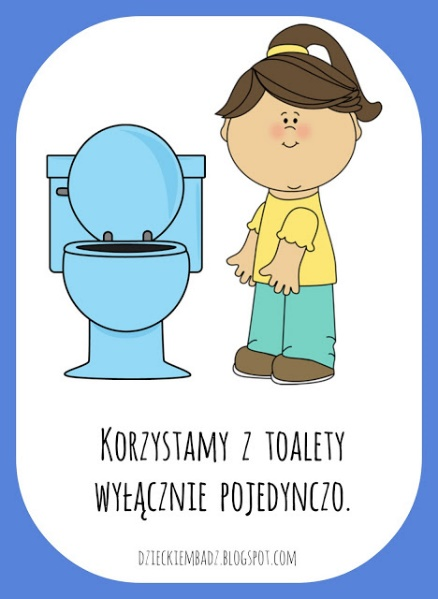 Korzystamy z toalety
wyłącznie pojedynczo.
dzieckiembadz.blogspot.com